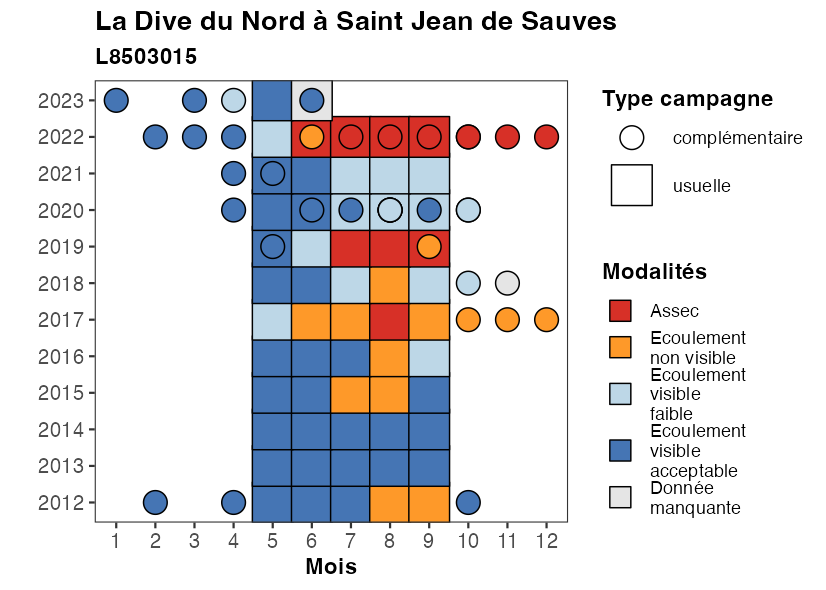 La Dive du Nord à Saint Jean de Sauves
L8503015
2023
2022
2021
2020
2019
2018
2017
2016
2015
2014
2013
2012
1 2 3 4 5 6 7 8 9 10 11 12
Mois
Type campagne
complémentaire
usuelle
Modalités
Assec
Ecoulement
non visible
Ecoulement
visible
faible
Ecoulement
visible
acceptable
Donnée
manquante